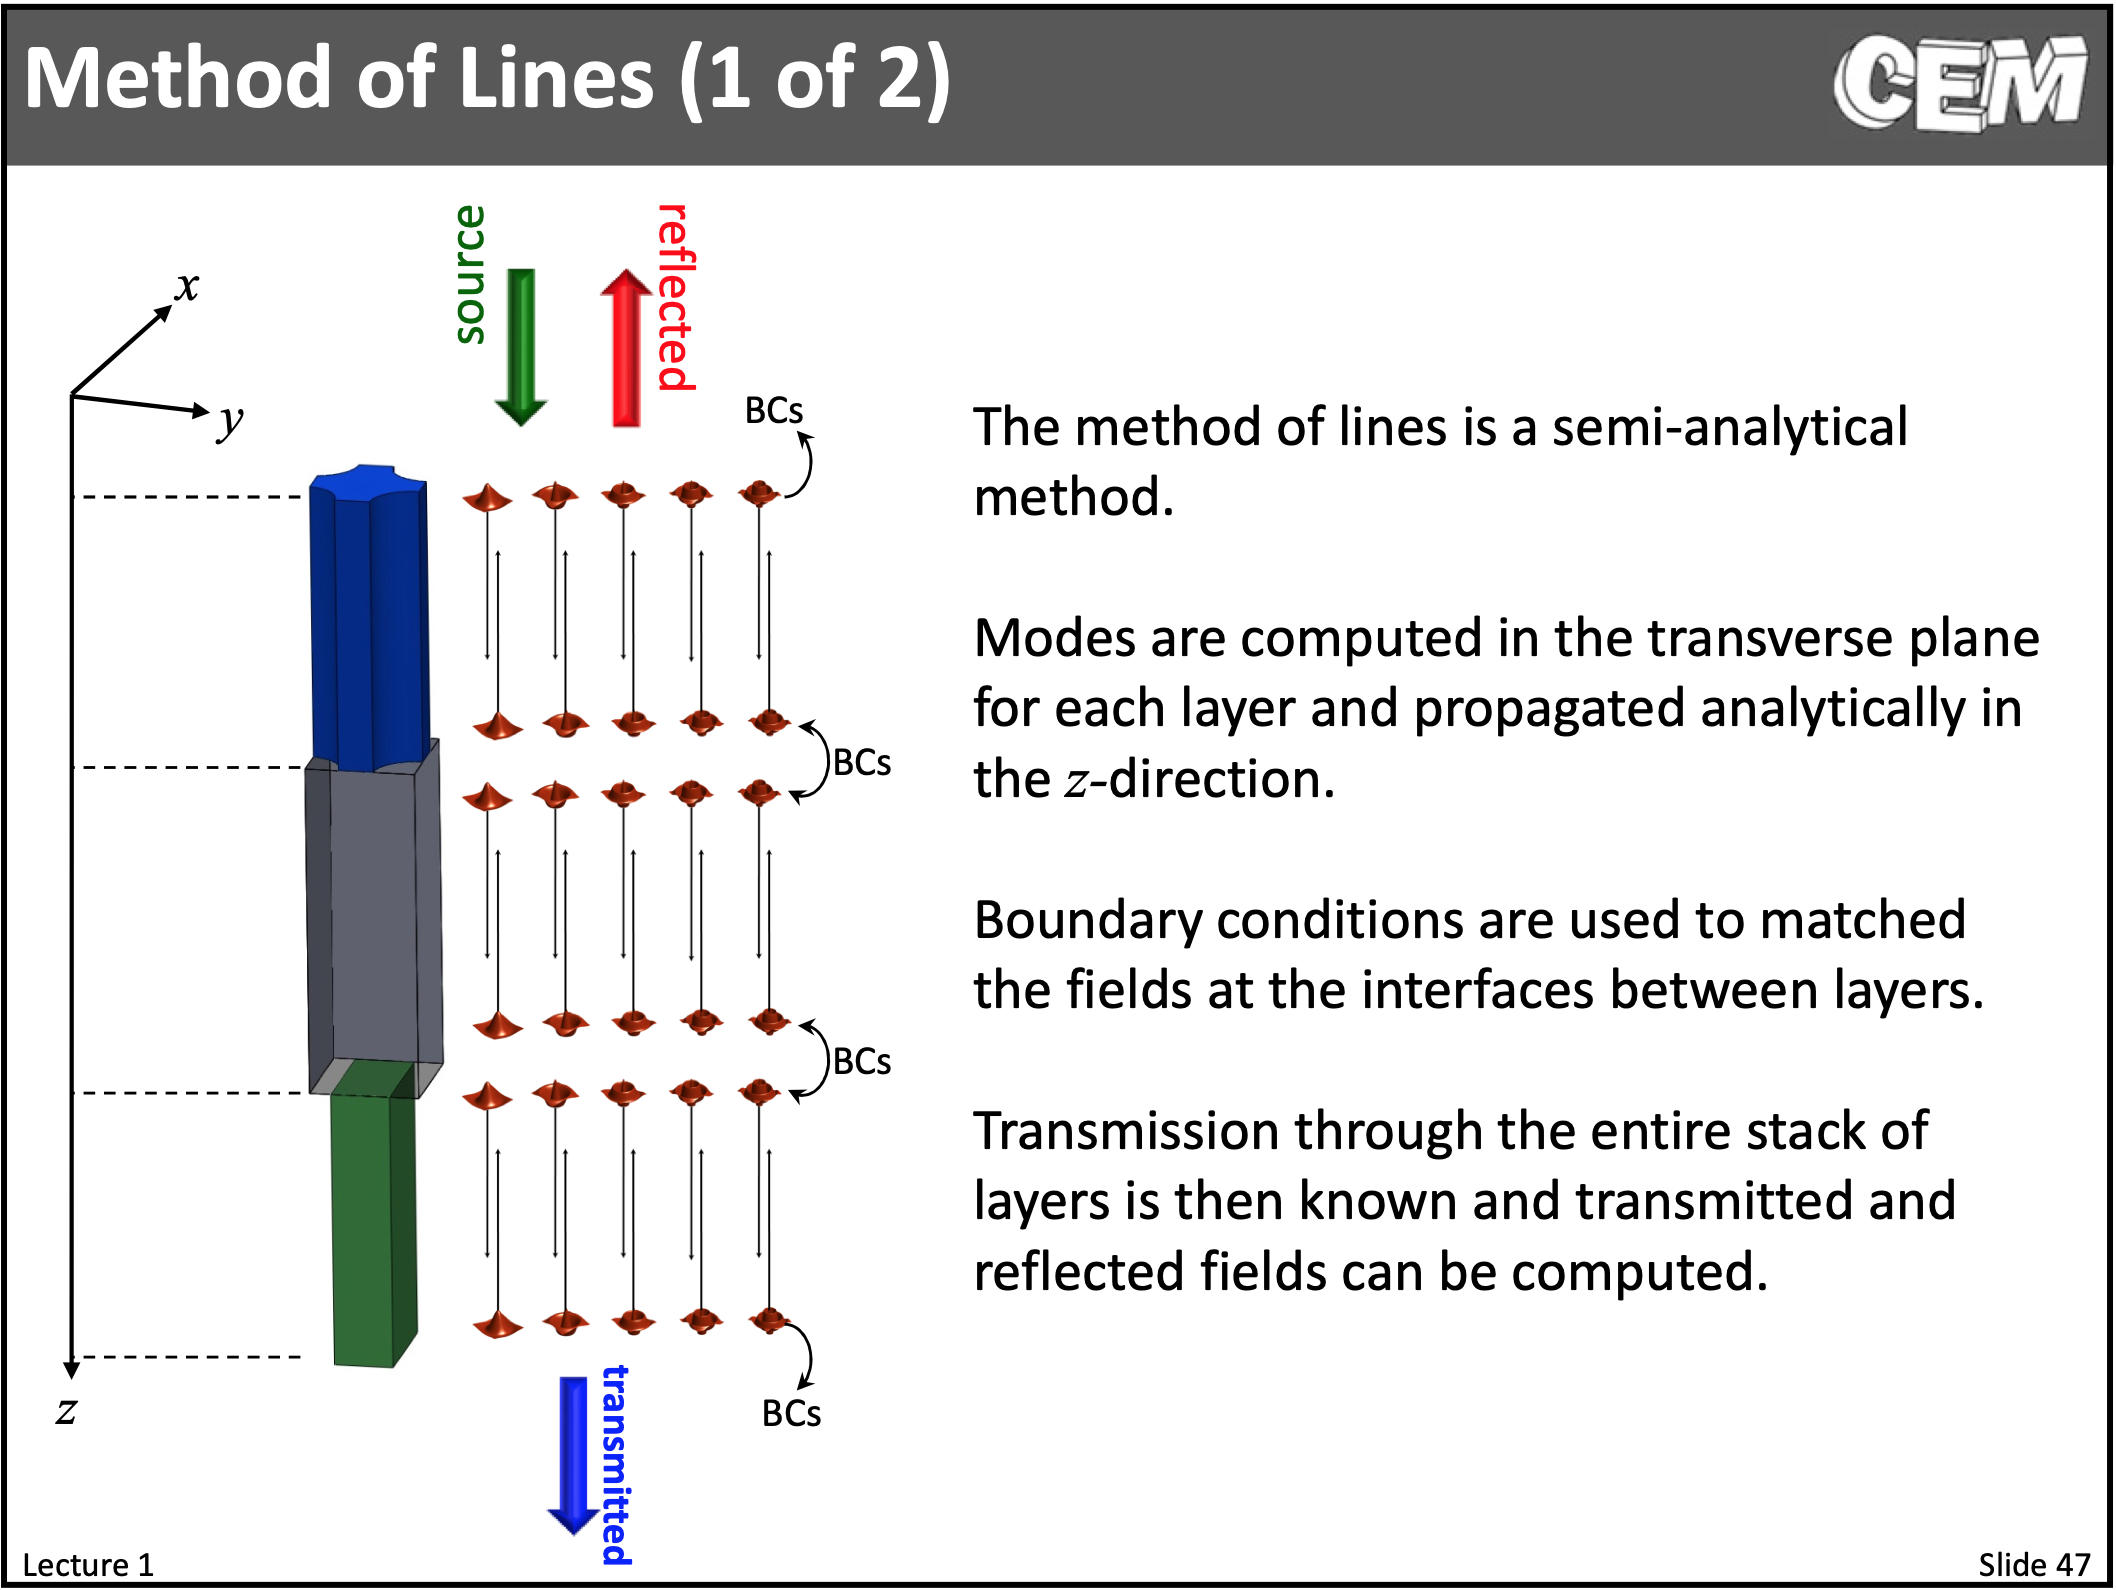 Method of Lines (1 of 2)
CEM
source
reflected
x
y
BCs
BCs
BCs
BCs
z
transmitted
The method of lines is a semi-analytical
method.
Modes are computed in the transverse plane
for each layer and propagated analytically in
the z-direction.
Boundary conditions are used to matched
the fields at the interfaces between layers.
Transmission through the entire stack of
layers is then known and transmitted and
reflected fields can be computed.
Lecture 1
Slide 47